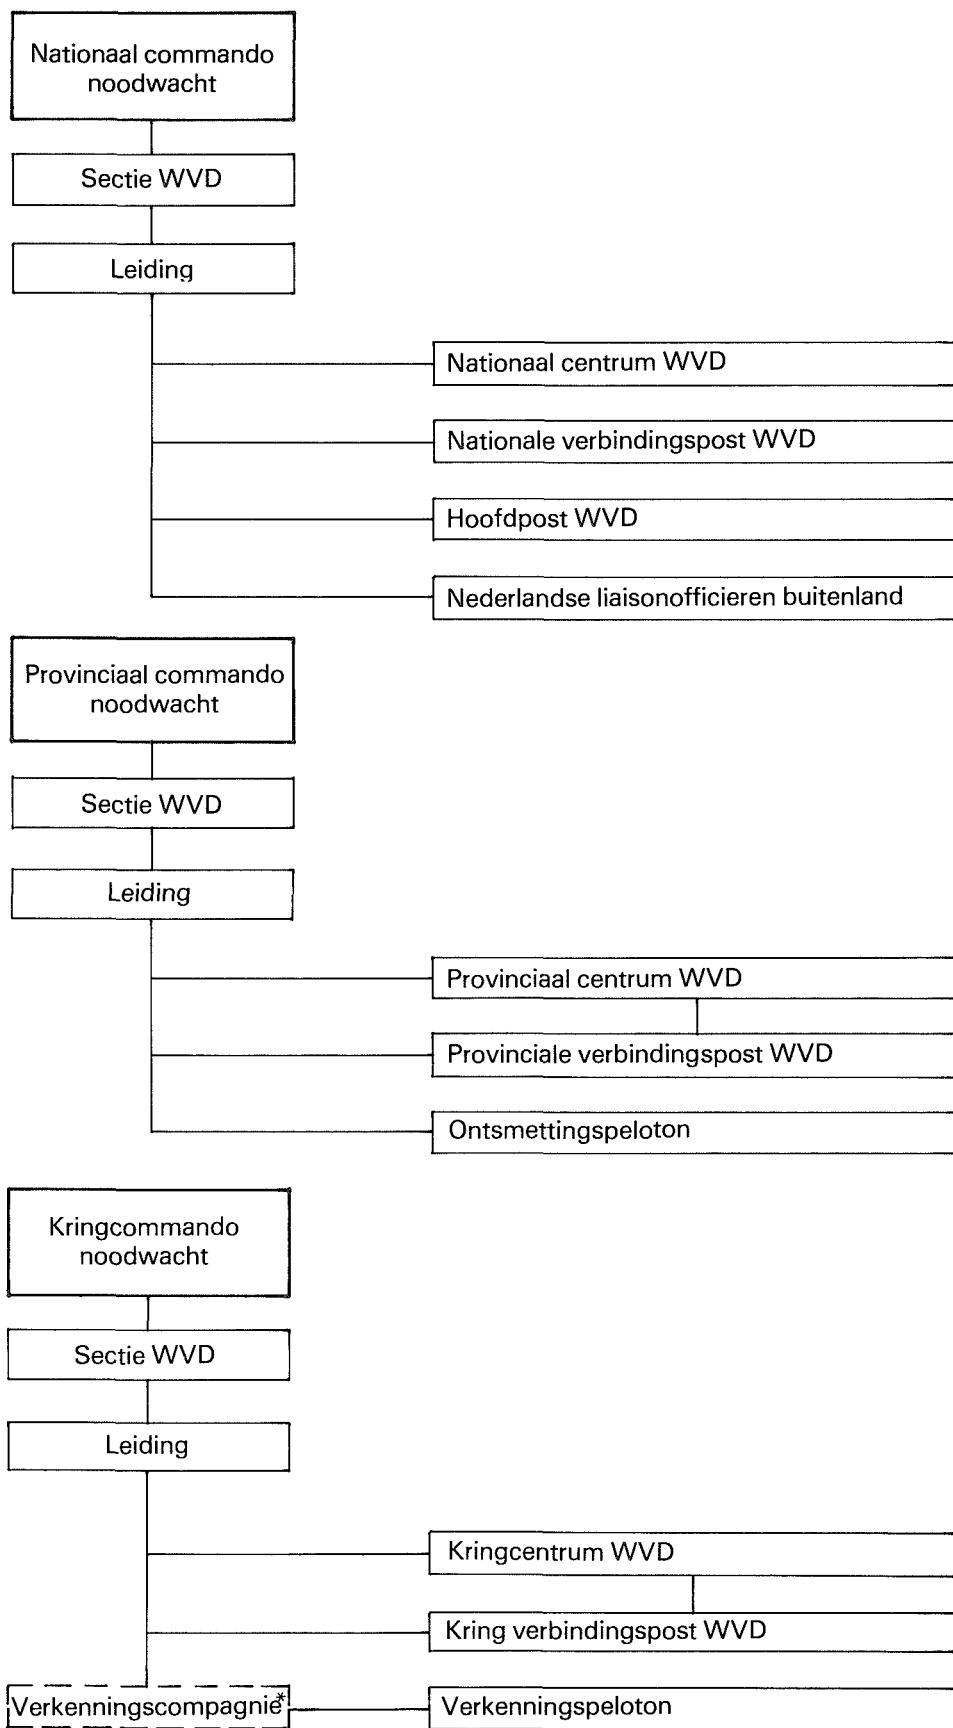 Nationaal commando
noodwacht
Sectie WVD
Leiding
Nationaal centrum WVD
Nationale verbindingspost WVD
Hoofdpost WVD
Nederlandse liaisonofficieren buitenland
Provinciaal commando
noodwacht
Sectie WVD
Leiding
Provinciaal centrum WVD
Provinciale verbindingspost WVD
Ontsmettingspeloton
Kringcommando
noodwacht
Sectie WVD
Leiding
Kringcentrum WVD
Kring verbindingspost WVD
Verkenningscompagnie*
Verkenningspeloton